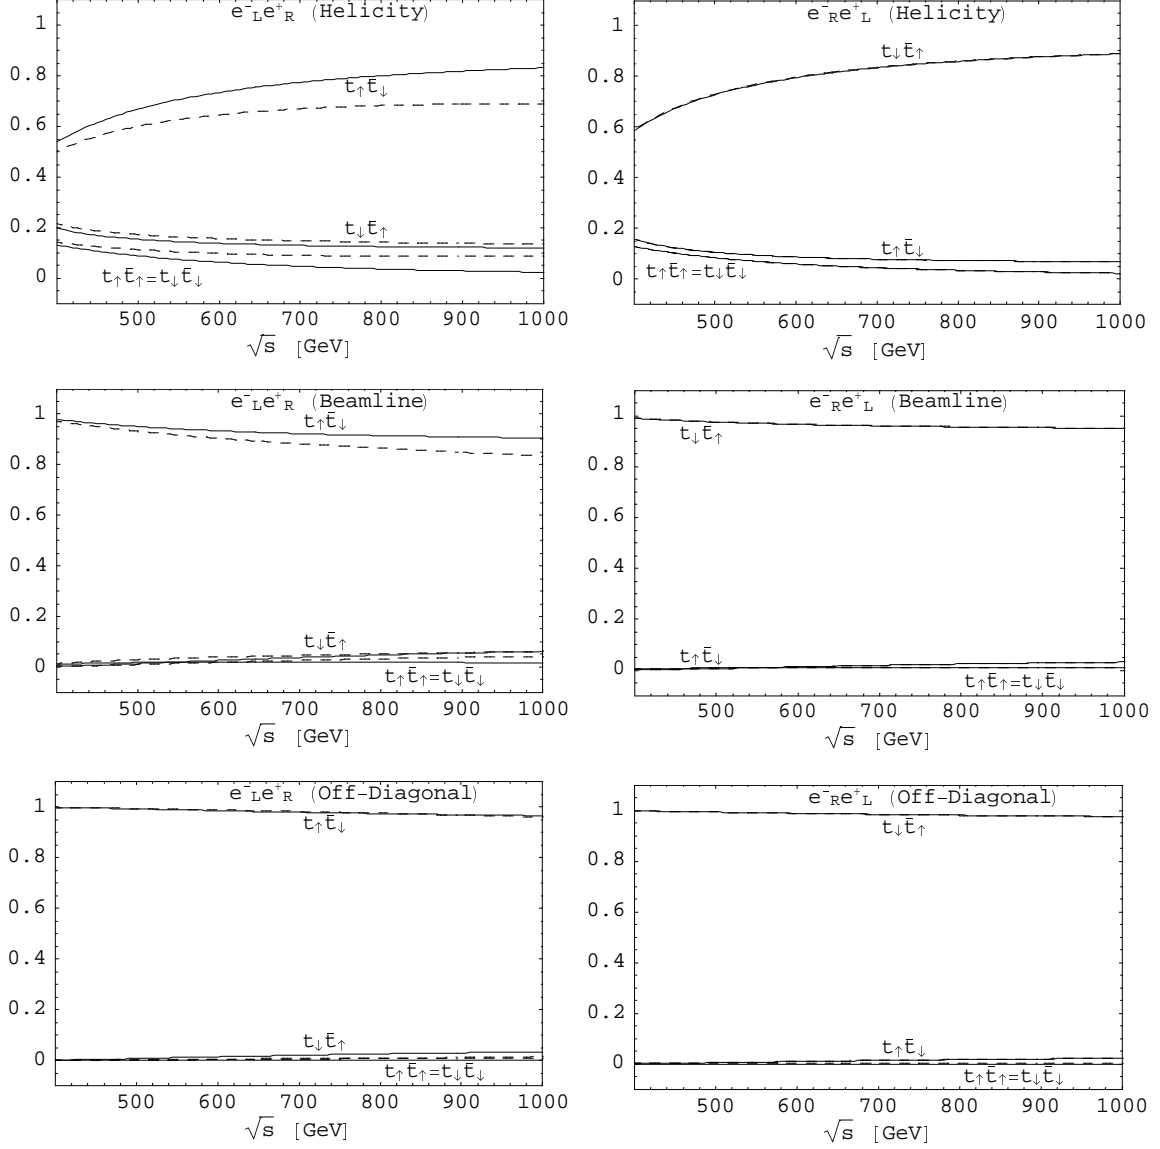 e⁻Le⁺R (Helicity)
1
0.8
0.6
0.4
0.2
0
t↑t̄↓
t↓t̄↑
t↑t̄↑=t↓t̄↓
500 600 700 800 900 1000
√s [GeV]
e⁻Re⁺L (Helicity)
1
0.8
0.6
0.4
0.2
0
t↓t̄↑
t↑t̄↓
t↑t̄↑=t↓t̄↓
500 600 700 800 900 1000
√s [GeV]
e⁻Le⁺R (Beamline)
1
0.8
0.6
0.4
0.2
0
t↑t̄↓
t↓t̄↑
t↑t̄↑=t↓t̄↓
500 600 700 800 900 1000
√s [GeV]
e⁻Re⁺L (Beamline)
1
0.8
0.6
0.4
0.2
0
t↓t̄↑
t↑t̄↓
t↑t̄↑=t↓t̄↓
500 600 700 800 900 1000
√s [GeV]
e⁻Le⁺R (Off-Diagonal)
1
0.8
0.6
0.4
0.2
0
t↑t̄↓
t↓t̄↑
t↑t̄↑=t↓t̄↓
500 600 700 800 900 1000
√s [GeV]
e⁻Re⁺L (Off-Diagonal)
1
0.8
0.6
0.4
0.2
0
t↓t̄↑
t↑t̄↓
t↑t̄↑=t↓t̄↓
500 600 700 800 900 1000
√s [GeV]